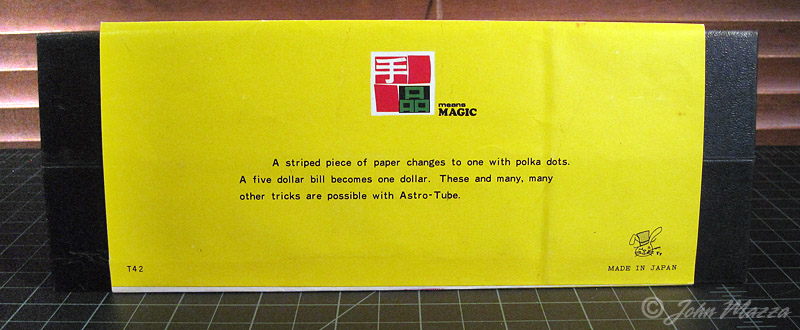 手
品
means
MAGIC
A striped piece of paper changes to one with polka dots.
A five dollar bill becomes one dollar. These and many, many
other tricks are possible with Astro-Tube.
T42
MADE IN JAPAN
© John Mazza